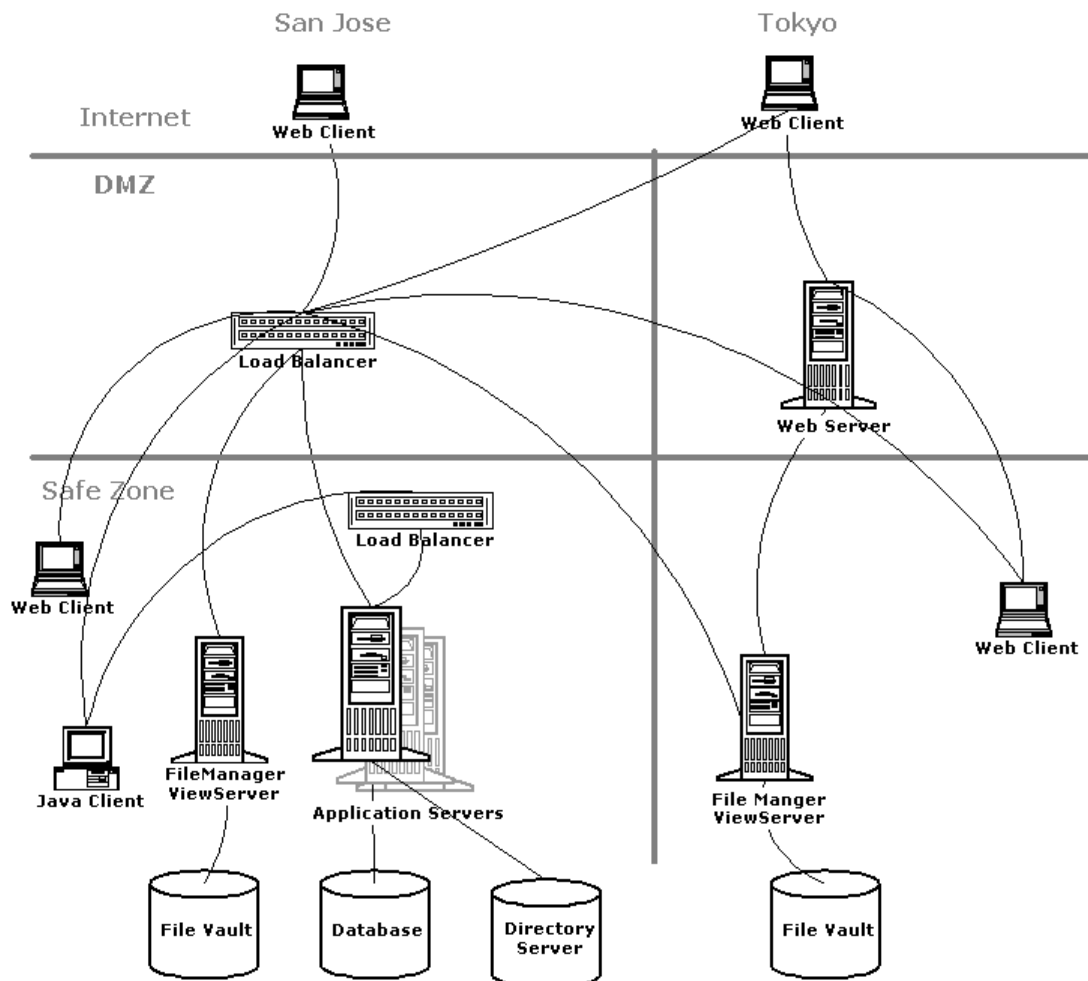 San Jose
Tokyo
Internet
Web Client
Web Client
DMZ
Load Balancer
Web Server
Safe Zone
Load Balancer
Web Client
Web Client
Java Client
FileManager
ViewServer
Application Servers
File Manger
ViewServer
File Vault
Database
Directory
Server
File Vault